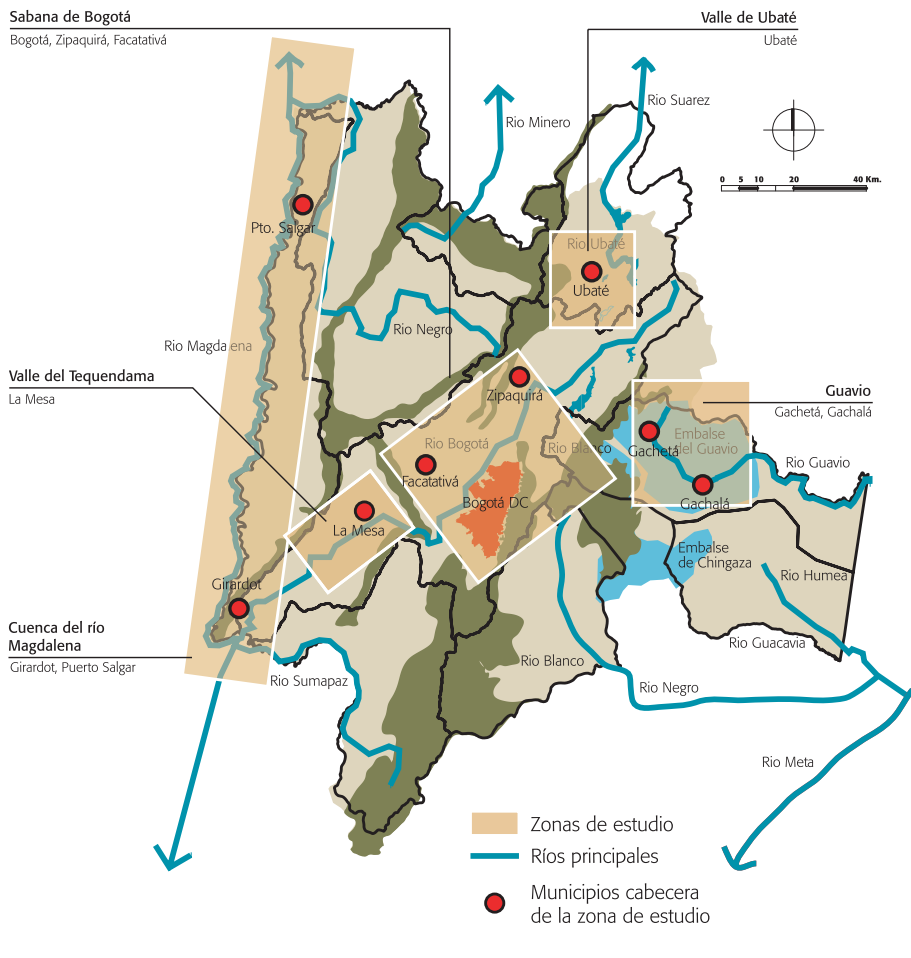 Sabana de Bogotá
Bogotá, Zipaquirá, Facatativá
Valle de Ubaté
Ubaté
Rio Suarez
Rio Minero
0 5 10 20 40 Km.
Pto. Salgar
Rio Ubaté
Ubaté
Rio Negro
Rio Magdalena
Valle del Tequendama
La Mesa
Zipaquirá
Guavio
Gachetá, Gachalá
Rio Bogotá
Rio Blanco
Embalse
del Guavio
Gachetá
Rio Guavio
Facatativá
Bogotá DC
Gachalá
La Mesa
Embalse
de Chingaza
Rio Humea
Girardot
Cuenca del río
Magdalena
Girardot, Puerto Salgar
Rio Guacavia
Rio Blanco
Rio Sumapaz
Rio Negro
Rio Meta
Zonas de estudio
Ríos principales
Municipios cabecera
de la zona de estudio